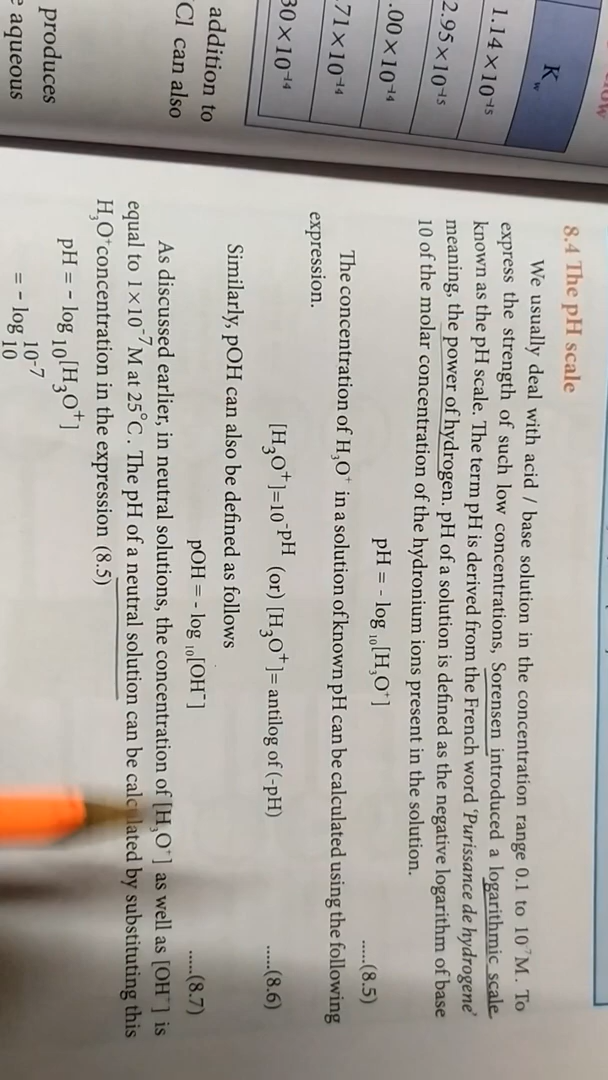 K_w
1.14×10⁻¹⁵
2.95×10⁻¹⁵
.00×10⁻¹⁴
.71×10⁻¹⁴
30×10⁻¹⁴
addition to
Cl can also
produces
aqueous
8.4 The pH scale
We usually deal with acid / base solution in the concentration range 0.1 to 10⁻⁷M. To
express the strength of such low concentrations, Sorensen introduced a logarithmic scale
known as the pH scale. The term pH is derived from the French word ‘Purissance de hydrogene’
meaning, the power of hydrogen. pH of a solution is defined as the negative logarithm of base
10 of the molar concentration of the hydronium ions present in the solution.
pH = - log ₁₀[H₃O⁺] ......(8.5)
The concentration of H₃O⁺ in a solution of known pH can be calculated using the following
expression.
[H₃O⁺]=10⁻ᵖᴴ (or) [H₃O⁺]= antilog of (-pH) ......(8.6)
Similarly, pOH can also be defined as follows
pOH = - log ₁₀[OH⁻] ......(8.7)
As discussed earlier, in neutral solutions, the concentration of [H₃O⁺] as well as [OH⁻] is
equal to 1×10⁻⁷M at 25°C. The pH of a neutral solution can be calculated by substituting this
H₃O⁺concentration in the expression (8.5)
pH = - log ₁₀[H₃O⁺]
= - log ₁₀ 10⁻⁷